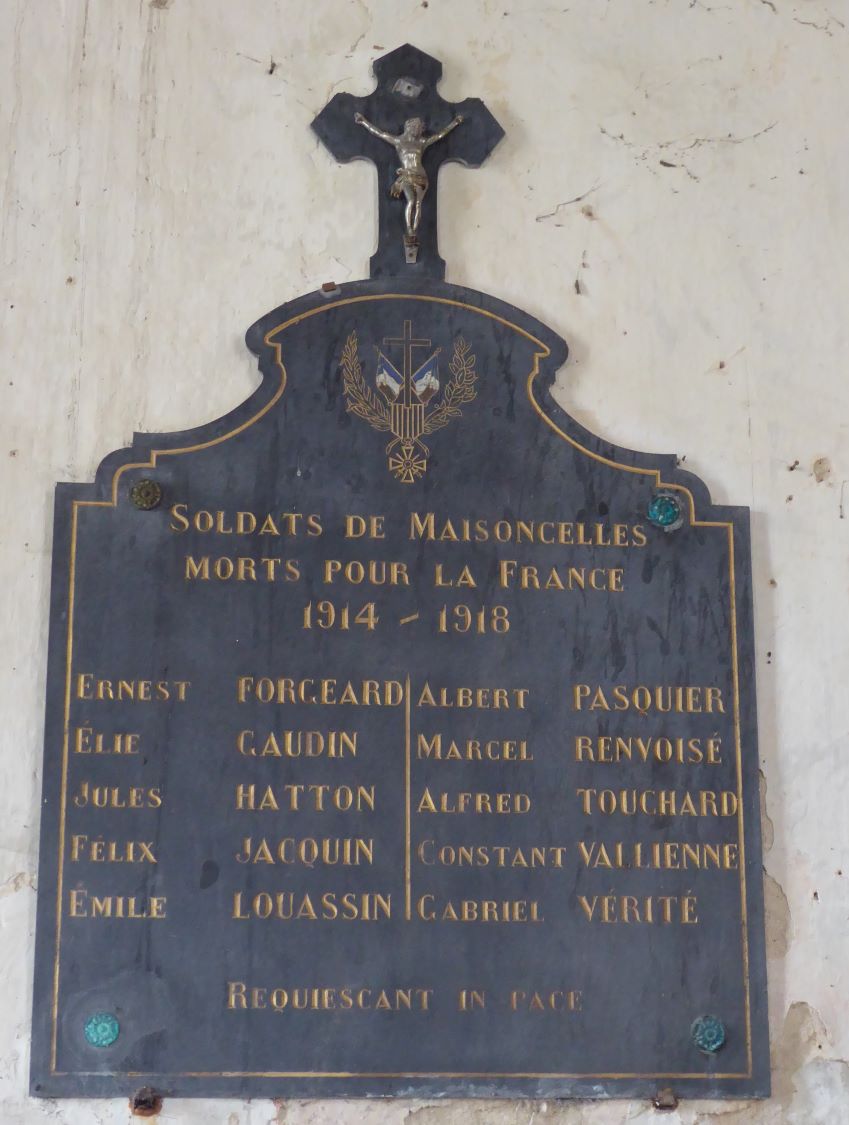 SOLDATS DE MAISONCELLES
MORTS POUR LA FRANCE
1914 - 1918
ERNEST FORGEARD
ÉLIE GAUDIN
JULES HATTON
FÉLIX JACQUIN
ÉMILE LOUASSIN
ALBERT PASQUIER
MARCEL RENVOISÉ
ALFRED TOUCHARD
CONSTANT VALLIENNE
GABRIEL VÉRITÉ
REQUIESCANT IN PACE